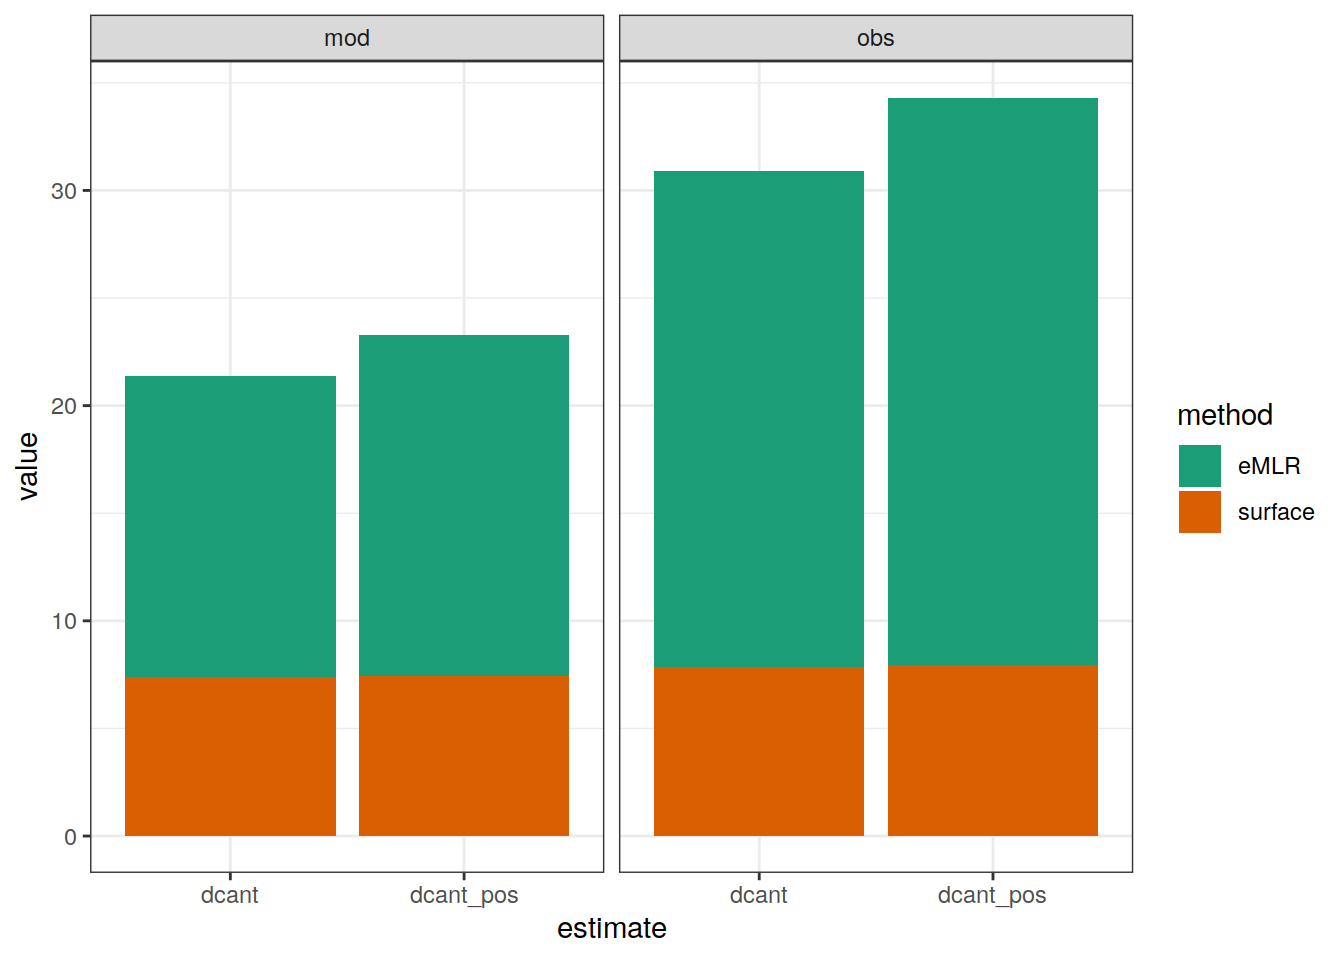 mod
obs
30
20
10
0
value
dcant
dcant_pos
dcant
dcant_pos
estimate
method
eMLR
surface